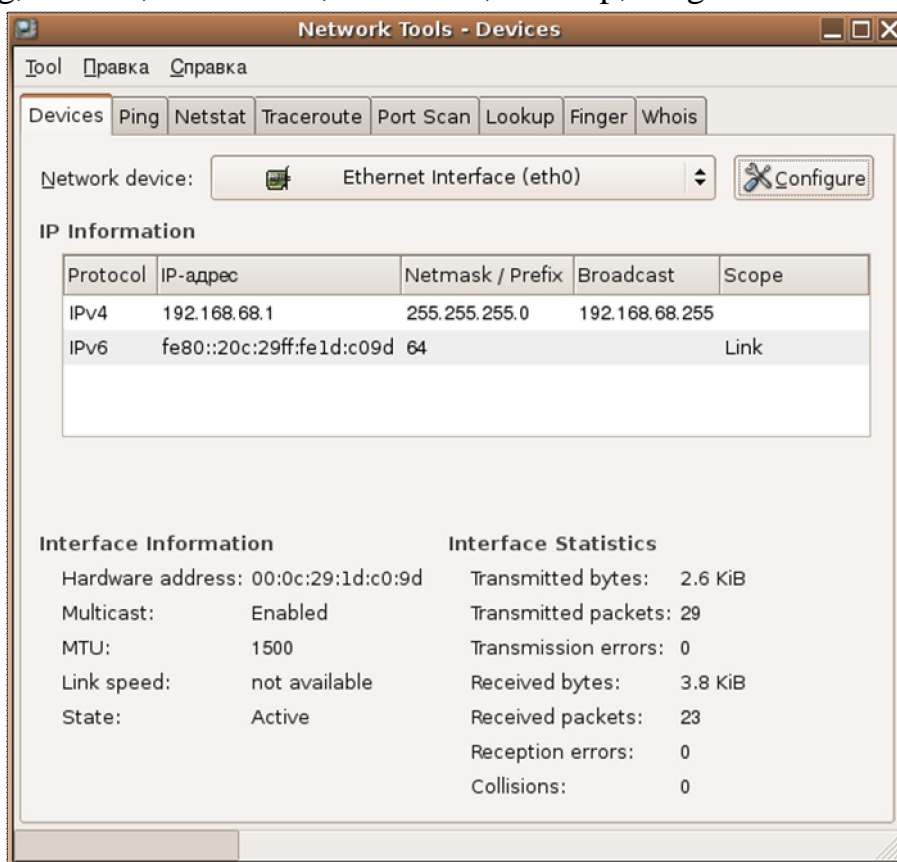 Network Tools - Devices
Tool Правка Справка
Devices Ping Netstat Traceroute Port Scan Lookup Finger Whois
Network device: Ethernet Interface (eth0) Configure
IP Information
Protocol IP-адрес Netmask / Prefix Broadcast Scope
IPv4 192.168.68.1 255.255.255.0 192.168.68.255
IPv6 fe80::20c:29ff:fe1d:c09d 64 Link
Interface Information Interface Statistics
Hardware address: 00:0c:29:1d:c0:9d Transmitted bytes: 2.6 KiB
Multicast: Enabled Transmitted packets: 29
MTU: 1500 Transmission errors: 0
Link speed: not available Received bytes: 3.8 KiB
State: Active Received packets: 23
Reception errors: 0
Collisions: 0